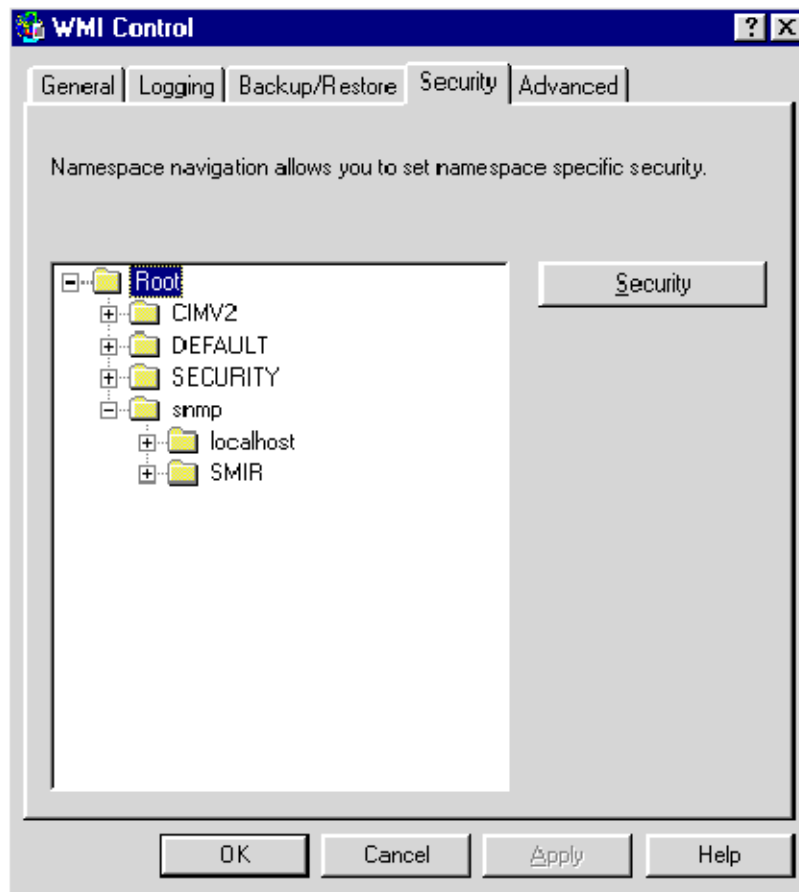 WMI Control
General Logging Backup/Restore Security Advanced
Namespace navigation allows you to set namespace specific security.
Root
Security
CIMV2
DEFAULT
SECURITY
snmp
localhost
SMIR
OK Cancel Apply Help